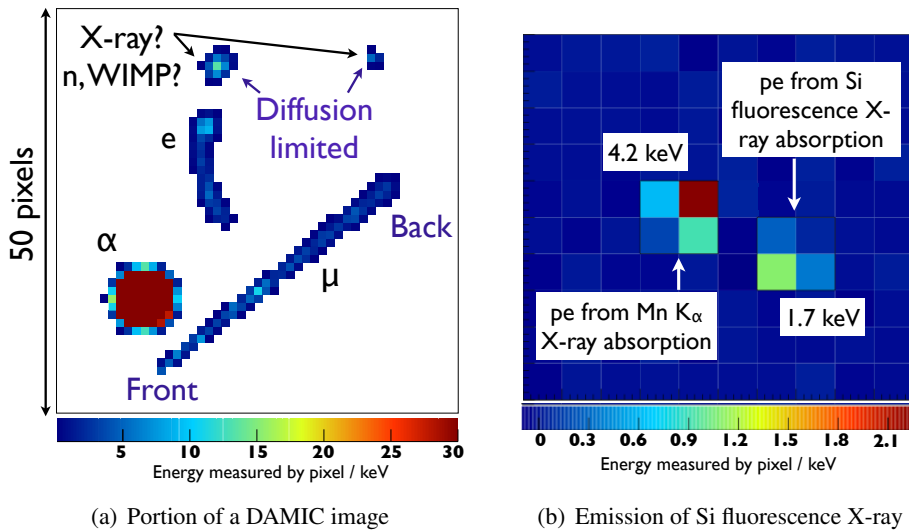 50 pixels
X-ray?
n, WIMP?
Diffusion
limited
e
Back
α
μ
Front
5 10 15 20 25 30
Energy measured by pixel / keV
(a) Portion of a DAMIC image
pe from Si
fluorescence X-
ray absorption
4.2 keV
pe from Mn Kα
X-ray absorption
1.7 keV
0 0.3 0.6 0.9 1.2 1.5 1.8 2.1
Energy measured by pixel / keV
(b) Emission of Si fluorescence X-ray